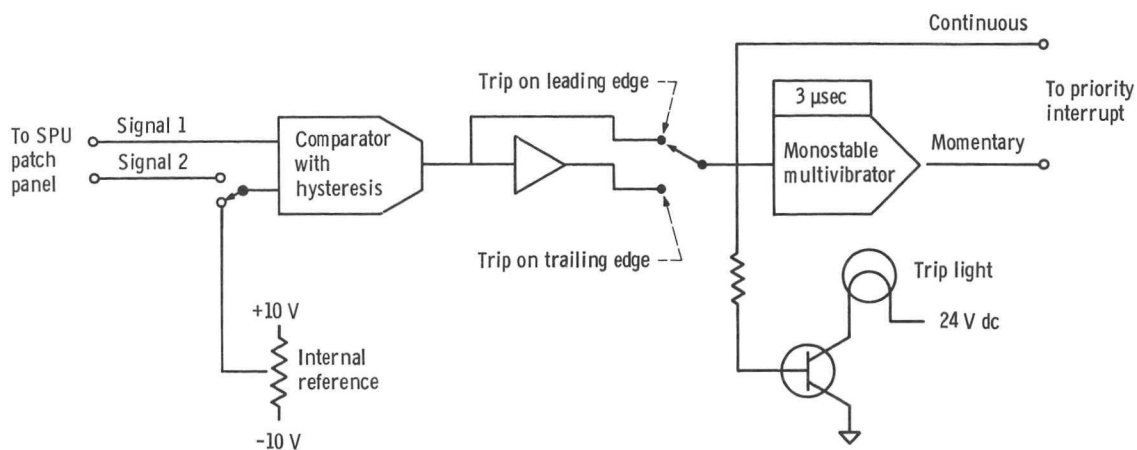 Continuous
Trip on leading edge
3 μsec
To priority
interrupt
To SPU
patch
panel
Signal 1
Signal 2
Comparator
with
hysteresis
Monostable
multivibrator
Momentary
Trip on trailing edge
Trip light
24 V dc
+10 V
Internal
reference
-10 V